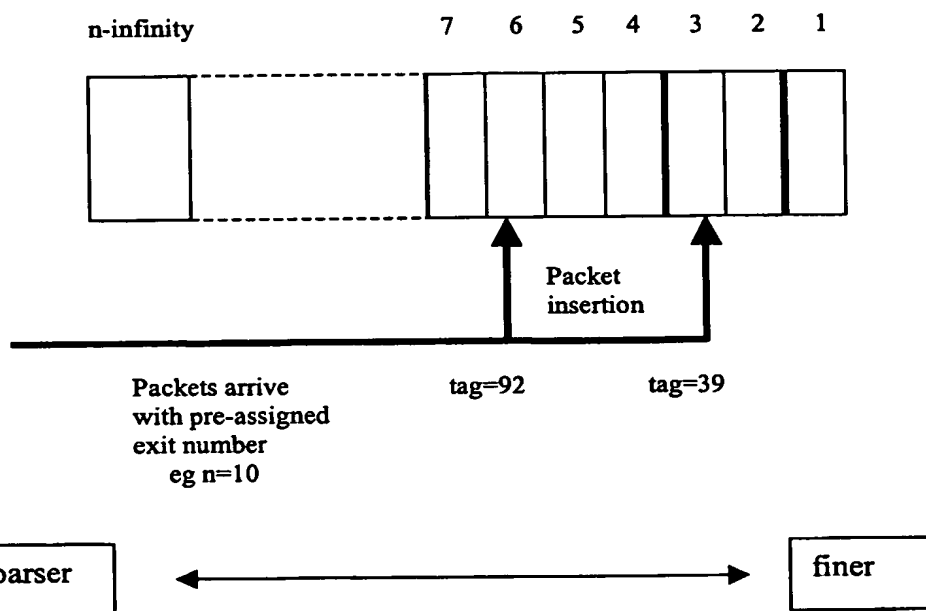 n-infinity 7 6 5 4 3 2 1
Packet
insertion
Packets arrive
with pre-assigned
exit number
eg n=10
tag=92 tag=39
finer